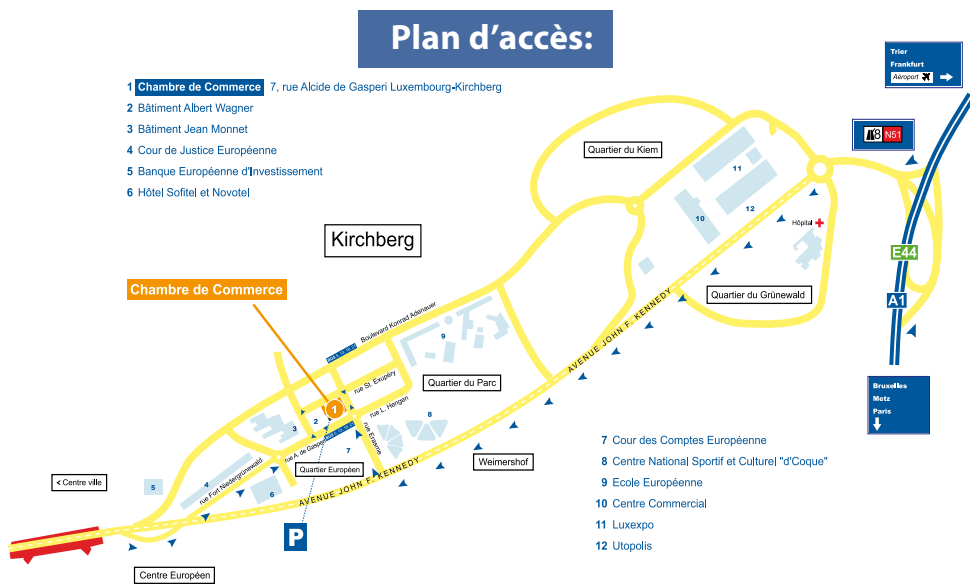 Plan d'accès:
1 Chambre de Commerce 7, rue Alcide de Gasperi Luxembourg-Kirchberg
2 Bâtiment Albert Wagner
3 Bâtiment Jean Monnet
4 Cour de Justice Européenne
5 Banque Européenne d'Investissement
6 Hôtel Sofitel et Novotel
Trier
Frankfurt
Aéroport
8 N51
Quartier du Kiem
11
10
12
Hôpital
Kirchberg
E44
Chambre de Commerce
Quartier du Grünewald
A1
Boulevard Konrad Adenauer
AVENUE JOHN F. KENNEDY
9
Quartier du Parc
rue St. Exupéry
1
2
3
rue L. Hengen
8
rue A. de Gasperi
rue Erasme
7
Quartier Européen
Weimershof
Bruxelles
Metz
Paris
< Centre ville
5
4
rue Fort Niedergrünewald
6
AVENUE JOHN F. KENNEDY
P
Centre Européen
7 Cour des Comptes Européenne
8 Centre National Sportif et Culturel "d'Coque"
9 Ecole Européenne
10 Centre Commercial
11 Luxexpo
12 Utopolis